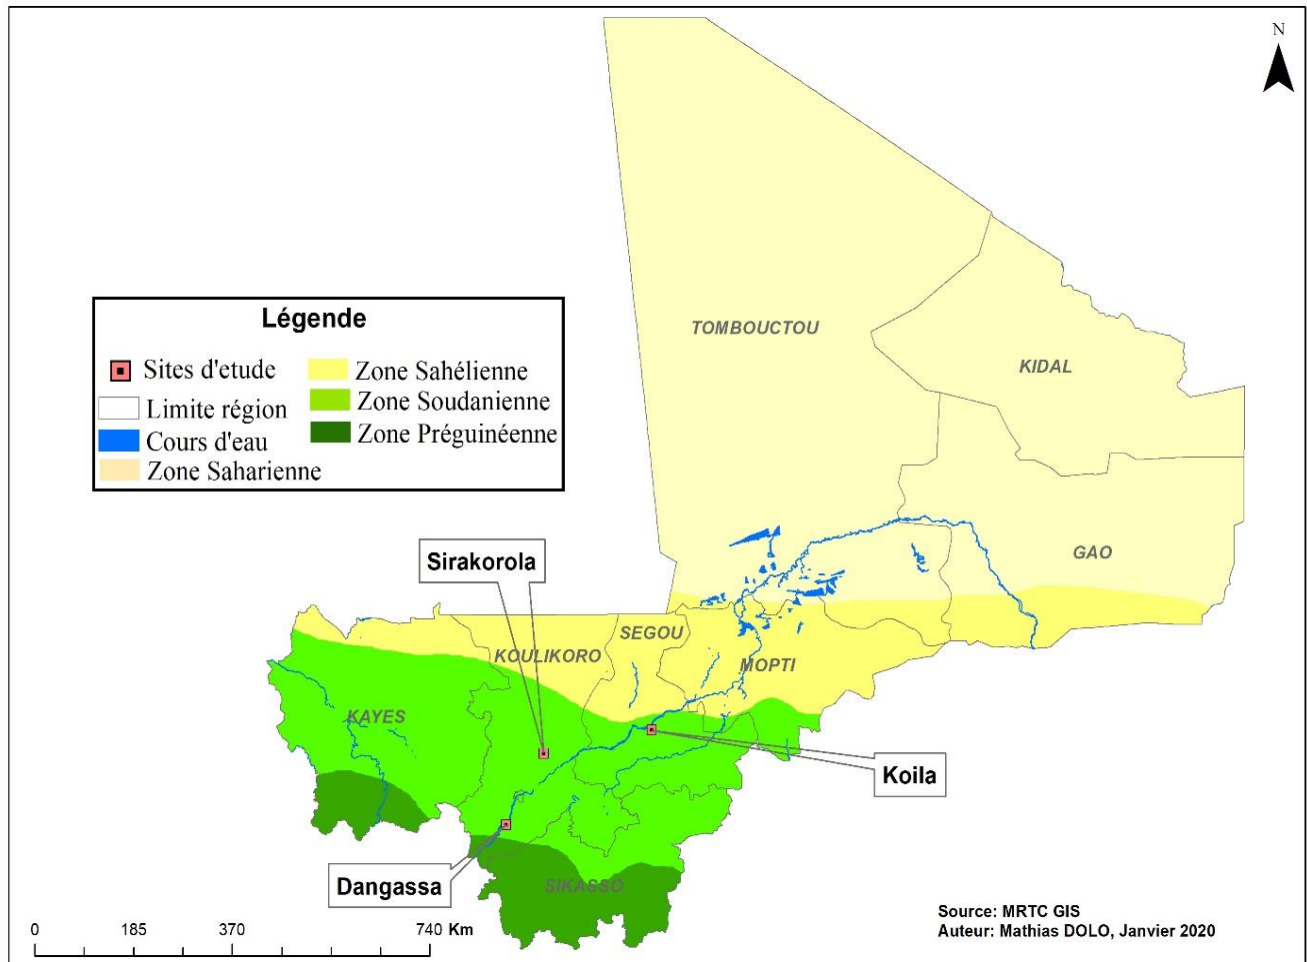 N
TOMBOUCTOU
KIDAL
Légende
Sites d'etude
Limite région
Cours d'eau
Zone Saharienne
Zone Sahélienne
Zone Soudanienne
Zone Préguinéenne
GAO
Sirakorola
SEGOU
KOULIKORO
MOPTI
KAYES
Koila
Dangassa
SIKASSO
0 185 370 740 Km
Source: MRTC GIS
Auteur: Mathias DOLO, Janvier 2020